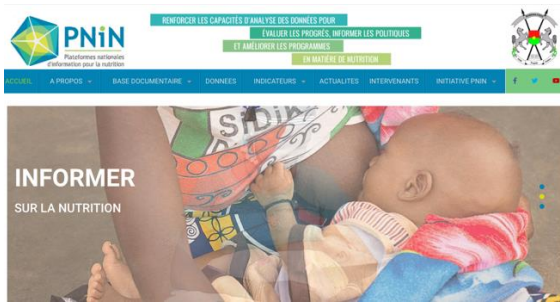 PNiN
Plateformes nationales
d'information pour la nutrition
RENFORCER LES CAPACITÉS D'ANALYSE DES DONNÉES POUR
ÉVALUER LES PROGRÈS, INFORMER LES POLITIQUES
ET AMÉLIORER LES PROGRAMMES
EN MATIÈRE DE NUTRITION
ACCUEIL A PROPOS BASE DOCUMENTAIRE DONNEES INDICATEURS ACTUALITES INTERVENANTS INITIATIVE PNIN
SIDI
INFORMER
SUR LA NUTRITION